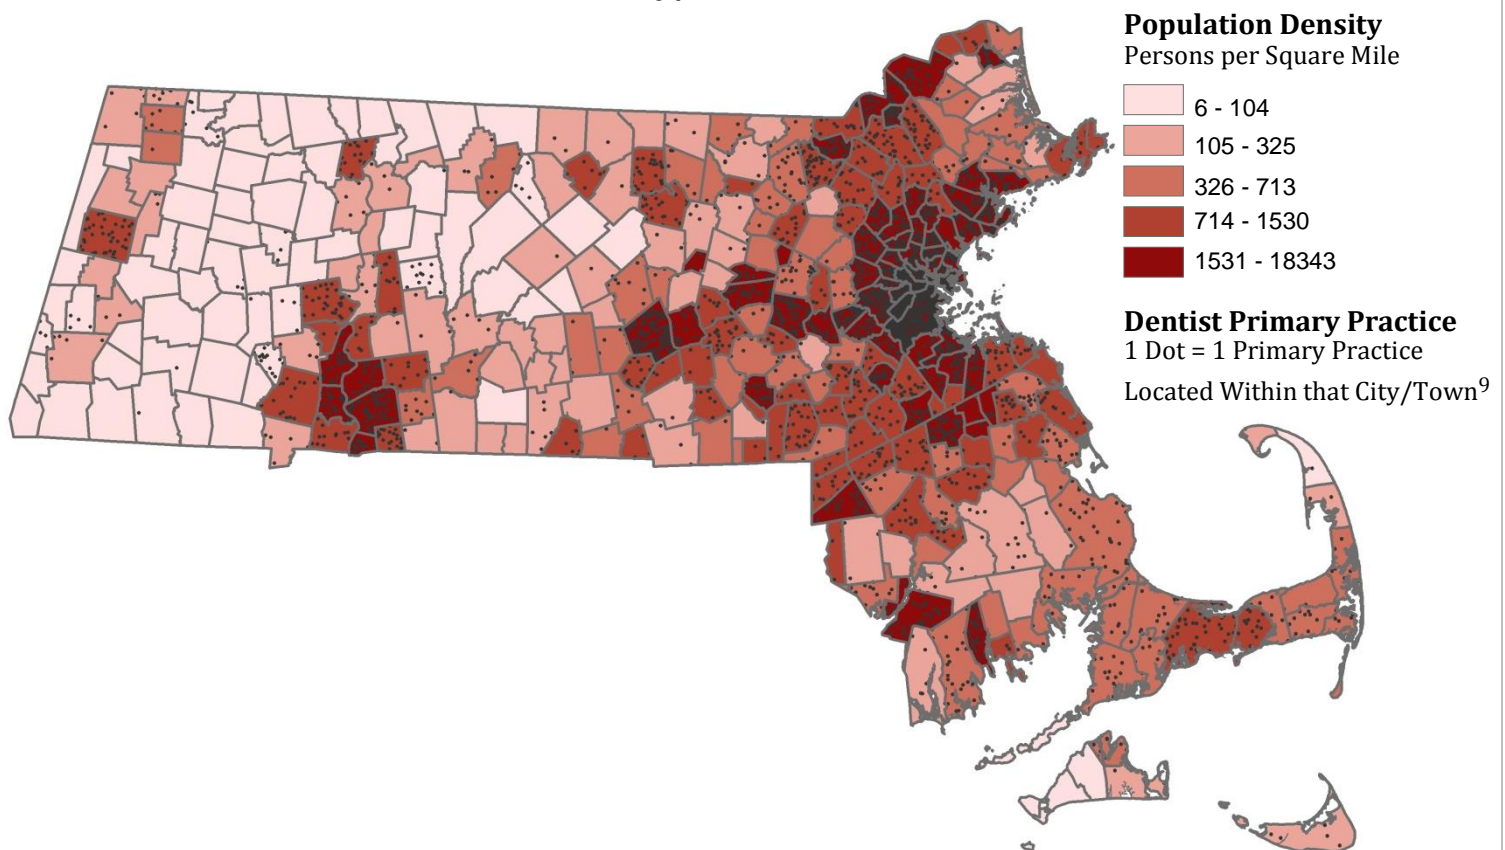 Population Density
Persons per Square Mile
6 - 104
105 - 325
326 - 713
714 - 1530
1531 - 18343
Dentist Primary Practice
1 Dot = 1 Primary Practice
Located Within that City/Town9